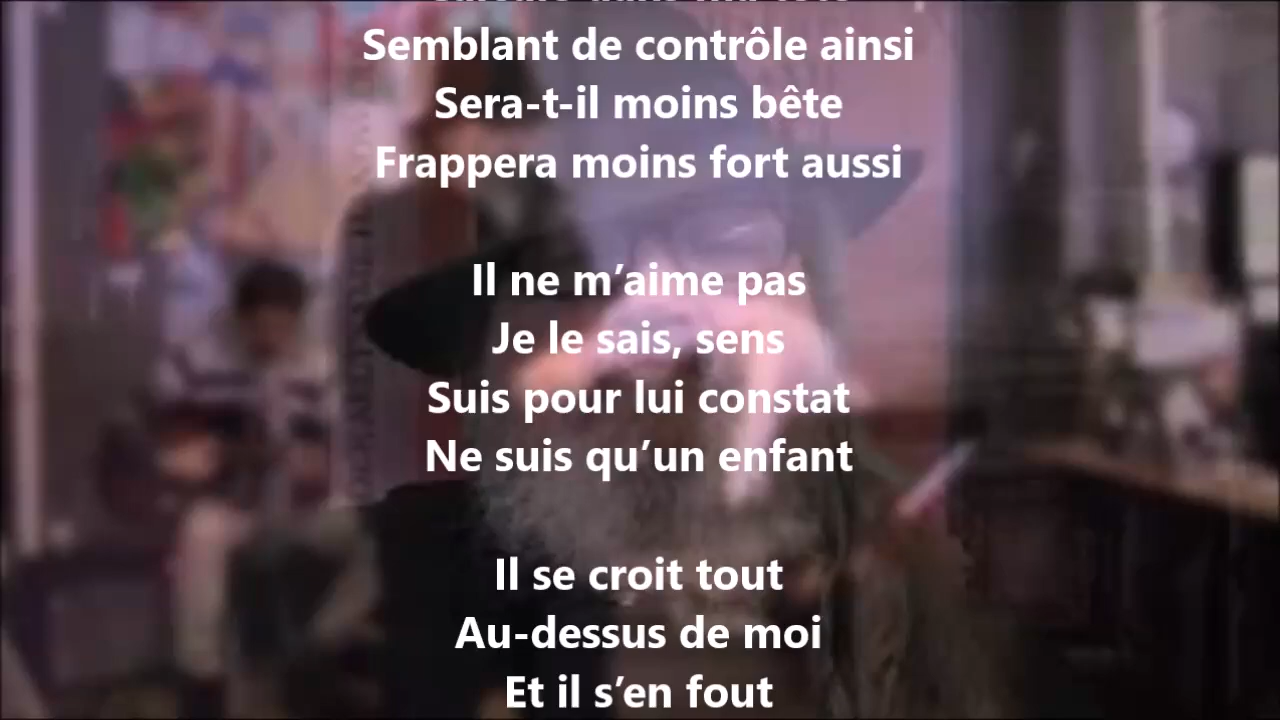 Semblant de contrôle ainsi
Sera-t-il moins bête
Frappera moins fort aussi
Il ne m’aime pas
Je le sais, sens
Suis pour lui constat
Ne suis qu’un enfant
Il se croit tout
Au-dessus de moi
Et il s’en fout